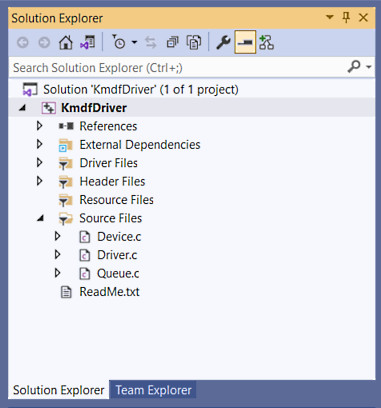 Solution Explorer
Search Solution Explorer (Ctrl+;)
Solution 'KmdfDriver' (1 of 1 project)
KmdfDriver
References
External Dependencies
Driver Files
Header Files
Resource Files
Source Files
Device.c
Driver.c
Queue.c
ReadMe.txt
Solution Explorer Team Explorer